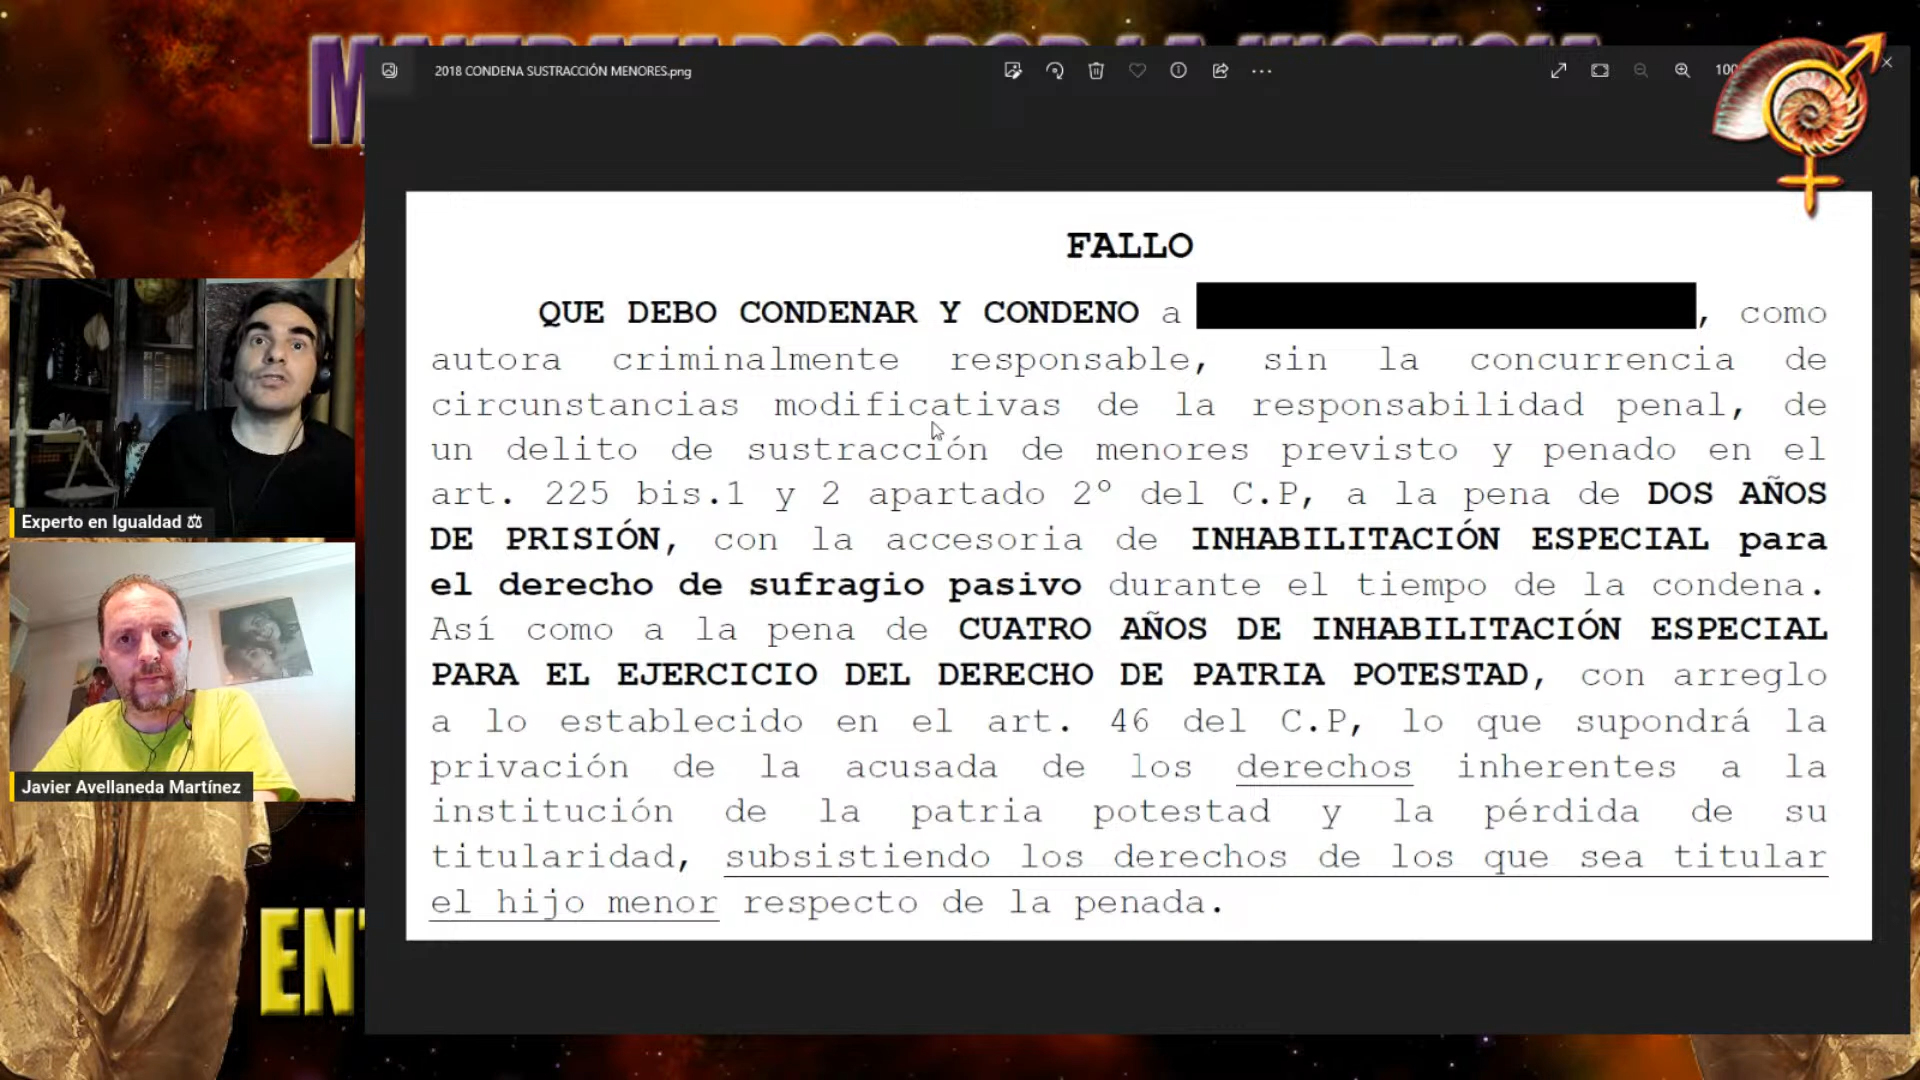 2018 CONDENA SUSTRACCIÓN MENORES.png
100
FALLO
QUE DEBO CONDENAR Y CONDENO a , como
autora criminalmente responsable, sin la concurrencia de
circunstancias modificativas de la responsabilidad penal, de
un delito de sustracción de menores previsto y penado en el
art. 225 bis.1 y 2 apartado 2º del C.P, a la pena de DOS AÑOS
DE PRISIÓN, con la accesoria de INHABILITACIÓN ESPECIAL para
el derecho de sufragio pasivo durante el tiempo de la condena.
Así como a la pena de CUATRO AÑOS DE INHABILITACIÓN ESPECIAL
PARA EL EJERCICIO DEL DERECHO DE PATRIA POTESTAD, con arreglo
a lo establecido en el art. 46 del C.P, lo que supondrá la
privación de la acusada de los derechos inherentes a la
institución de la patria potestad y la pérdida de su
titularidad, subsistiendo los derechos de los que sea titular
el hijo menor respecto de la penada.
Experto en Igualdad ⚖
Javier Avellaneda Martínez
ENT